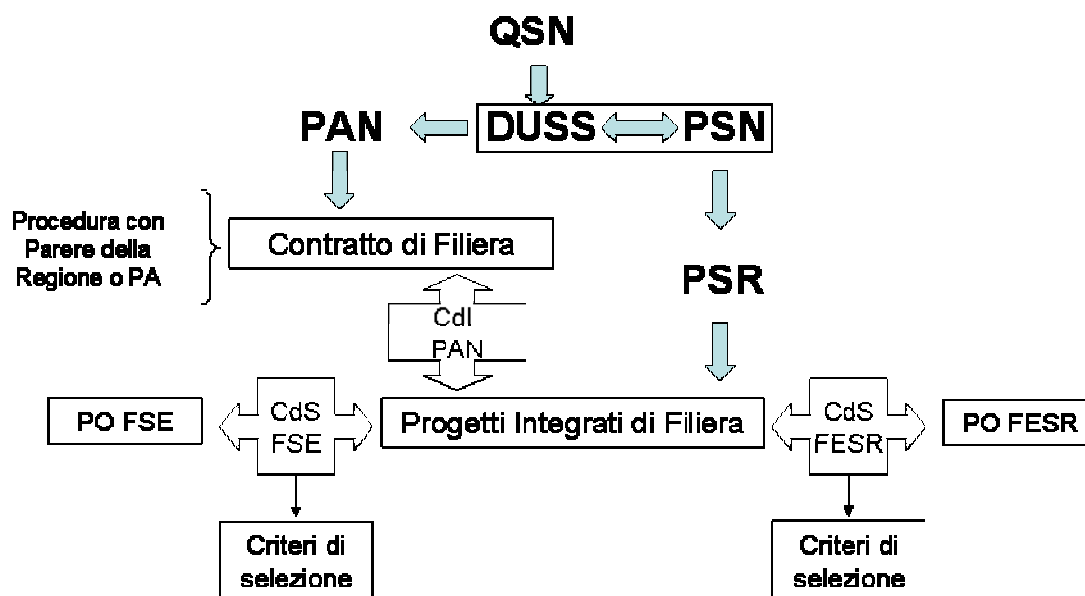 QSN
PAN
DUSS
PSN
Procedura con
Parere della
Regione o PA
Contratto di Filiera
PSR
CdI
PAN
PO FSE
CdS
FSE
Progetti Integrati di Filiera
CdS
FESR
PO FESR
Criteri di
selezione
Criteri di
selezione